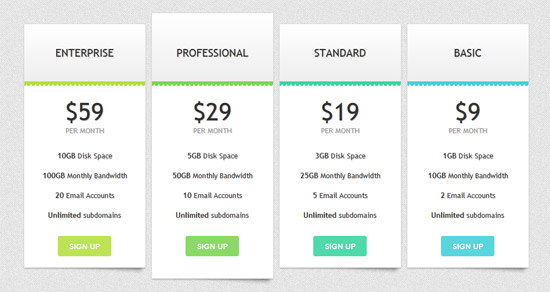 ENTERPRISE
$59
PER MONTH
10GB Disk Space
100GB Monthly Bandwidth
20 Email Accounts
Unlimited subdomains
SIGN UP
PROFESSIONAL
$29
PER MONTH
5GB Disk Space
50GB Monthly Bandwidth
10 Email Accounts
Unlimited subdomains
SIGN UP
STANDARD
$19
PER MONTH
3GB Disk Space
25GB Monthly Bandwidth
5 Email Accounts
Unlimited subdomains
SIGN UP
BASIC
$9
PER MONTH
1GB Disk Space
10GB Monthly Bandwidth
2 Email Accounts
Unlimited subdomains
SIGN UP